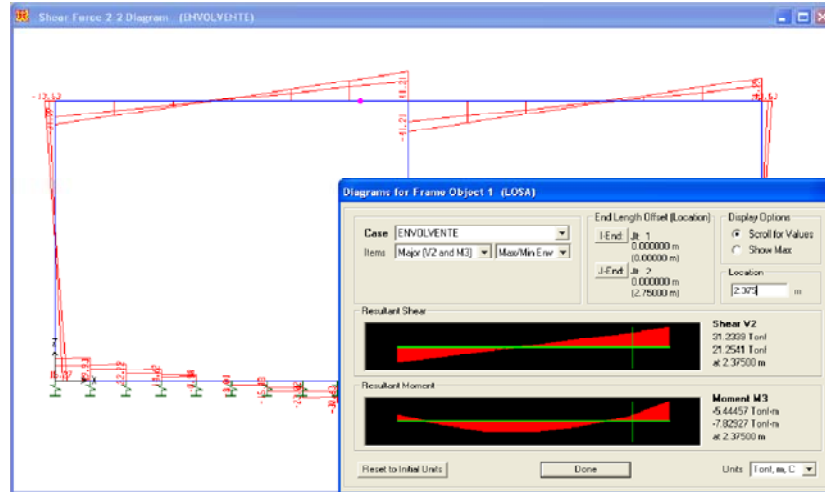 Shear Force 2-2 Diagram (ENVOLVENTE)
-41.21
Diagrams for Frame Object 1 (LOSA)
Case ENVOLVENTE
Items Major (V2 and M3) Max/Min Env
End Length Offset (Location)
I-End: Jt: 1
0.000000 m
(0.00000 m)
J-End: Jt: 2
0.000000 m
(2.75000 m)
Display Options
Scroll for Values
Show Max
Location
2.375 m
Resultant Shear
Shear V2
31.2339 Tonf
21.2541 Tonf
at 2.37500 m
Resultant Moment
Moment M3
-5.44457 Tonf-m
-7.82927 Tonf-m
at 2.37500 m
Reset to Initial Units
Done
Units Tonf, m, C